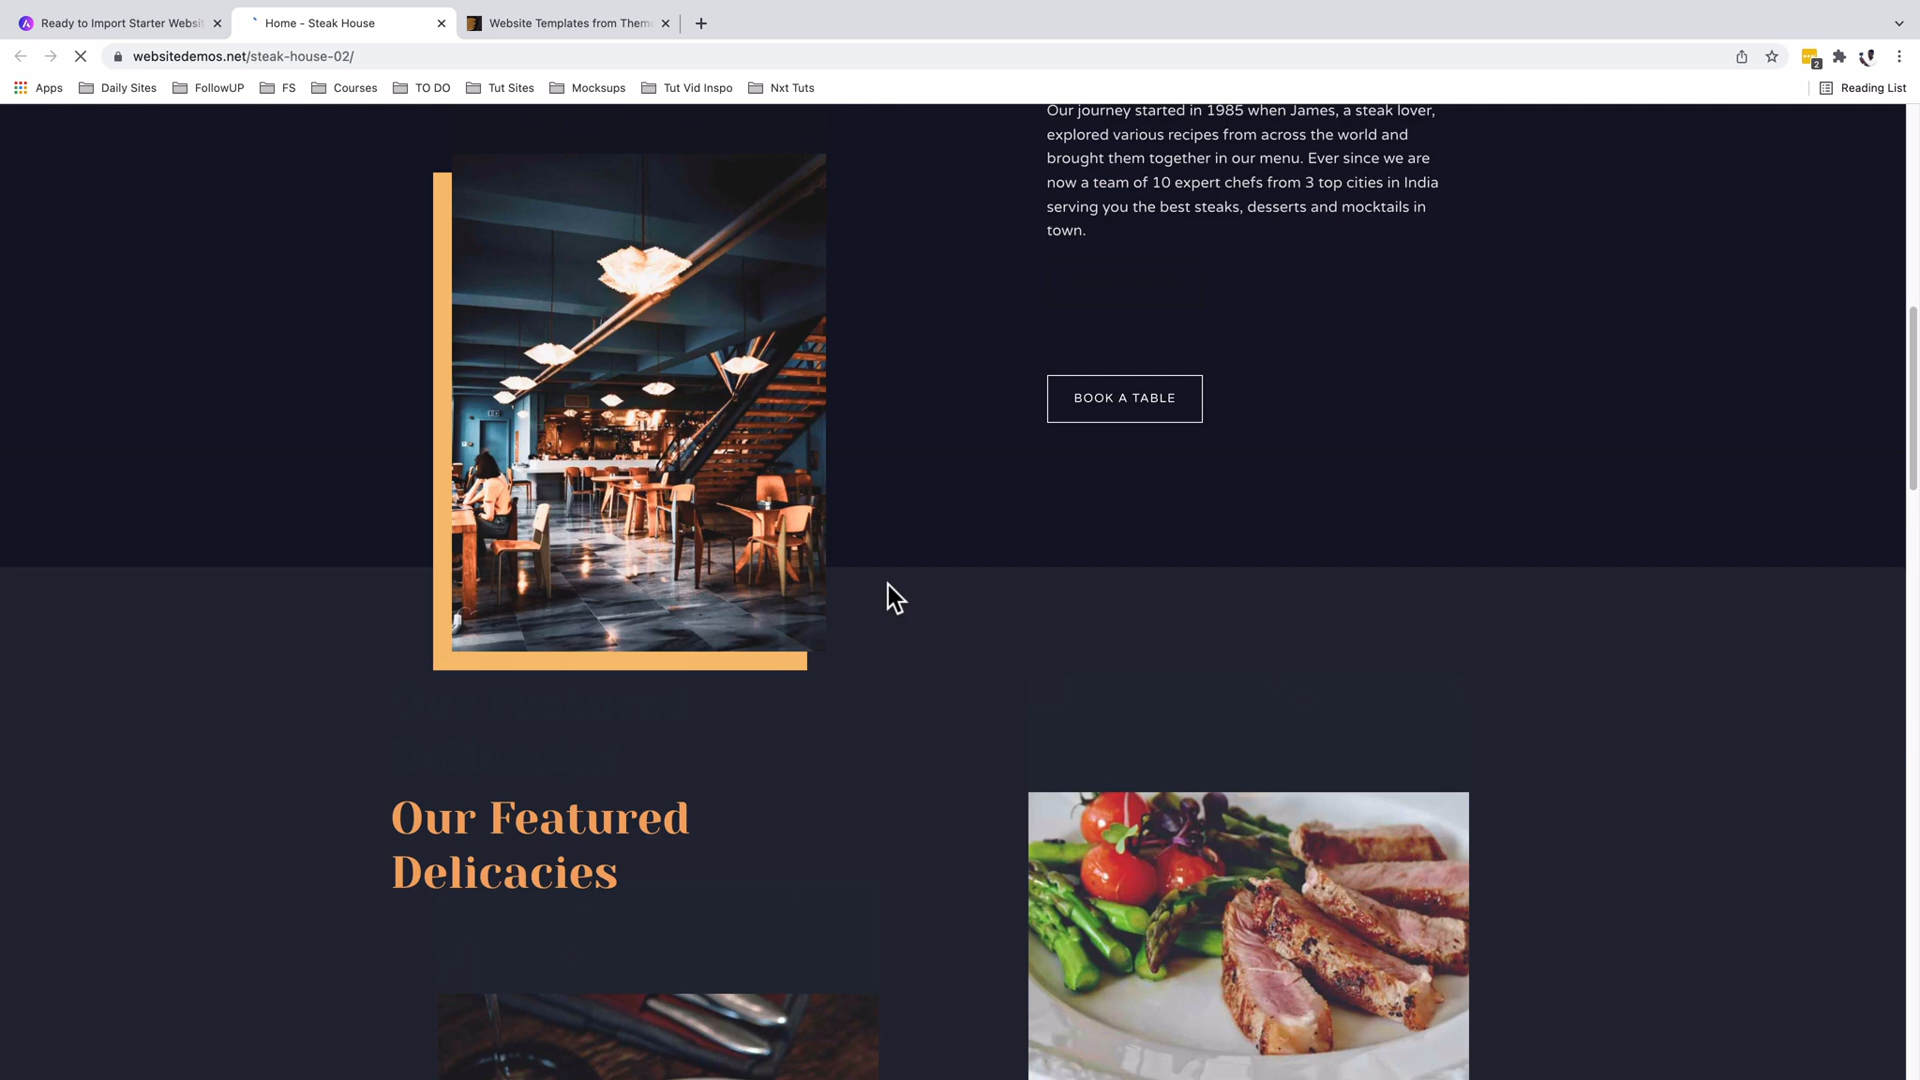 Ready to Import Starter Websit
Home – Steak House
Website Templates from Them
websitedemos.net/steak-house-02/
2
Apps
Daily Sites
FollowUP
FS
Courses
TO DO
Tut Sites
Mocksups
Tut Vid Inspo
Nxt Tuts
Reading List
Our journey started in 1985 when James, a steak lover,
explored various recipes from across the world and
brought them together in our menu. Ever since we are
now a team of 10 expert chefs from 3 top cities in India
serving you the best steaks, desserts and mocktails in
town.
BOOK A TABLE
Our Featured
Delicacies